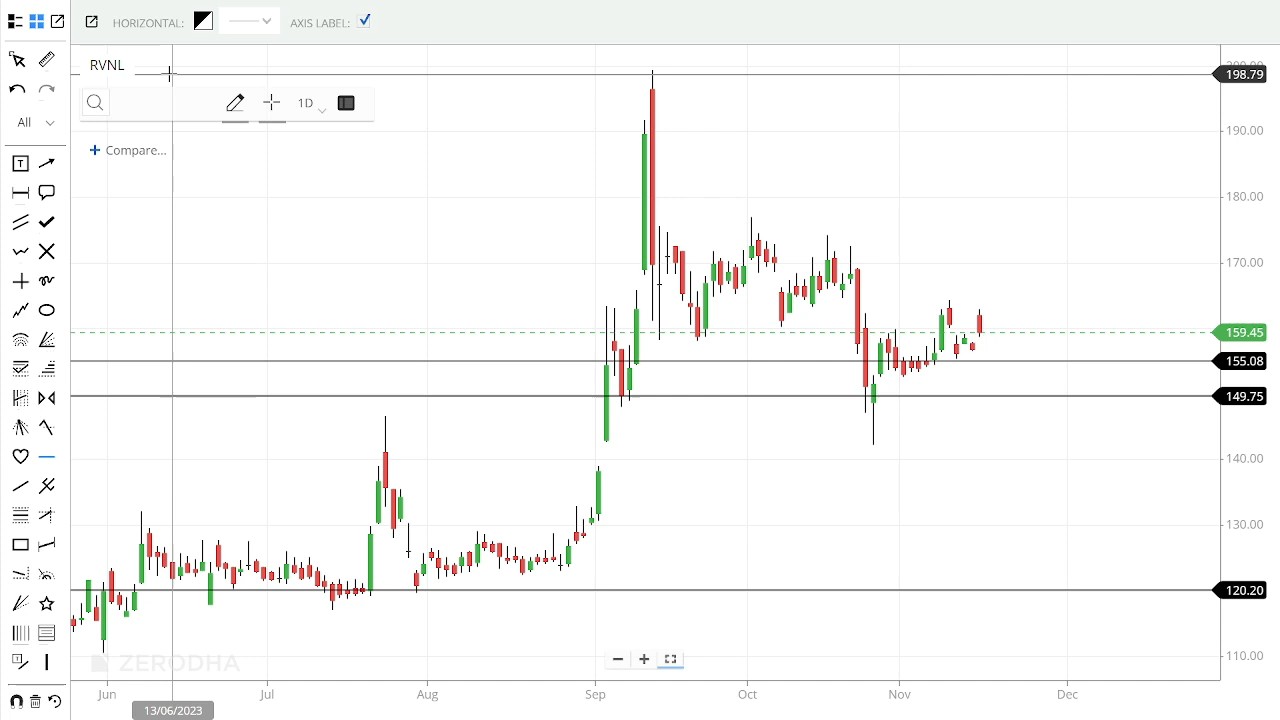 HORIZONTAL:
AXIS LABEL:
RVNL
All
1D
+ Compare...
T
200.00
198.79
190.00
180.00
170.00
159.45
155.08
149.75
140.00
130.00
120.20
110.00
ZERODHA
Jun
Jul
Aug
Sep
Oct
Nov
Dec
13/06/2023